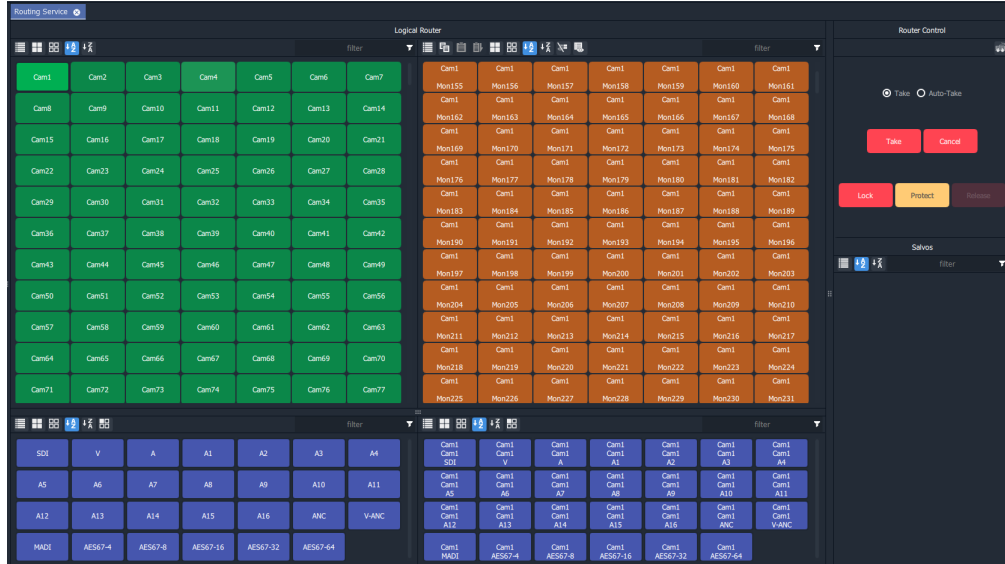 Routing Service
Logical Router
Router Control
filter
filter
Cam1 Cam2 Cam3 Cam4 Cam5 Cam6 Cam7
Cam8 Cam9 Cam10 Cam11 Cam12 Cam13 Cam14
Cam15 Cam16 Cam17 Cam18 Cam19 Cam20 Cam21
Cam22 Cam23 Cam24 Cam25 Cam26 Cam27 Cam28
Cam29 Cam30 Cam31 Cam32 Cam33 Cam34 Cam35
Cam36 Cam37 Cam38 Cam39 Cam40 Cam41 Cam42
Cam43 Cam44 Cam45 Cam46 Cam47 Cam48 Cam49
Cam50 Cam51 Cam52 Cam53 Cam54 Cam55 Cam56
Cam57 Cam58 Cam59 Cam60 Cam61 Cam62 Cam63
Cam64 Cam65 Cam66 Cam67 Cam68 Cam69 Cam70
Cam71 Cam72 Cam73 Cam74 Cam75 Cam76 Cam77
Cam1 Cam1 Cam1 Cam1 Cam1 Cam1 Cam1
Mon155 Mon156 Mon157 Mon158 Mon159 Mon160 Mon161
Cam1 Cam1 Cam1 Cam1 Cam1 Cam1 Cam1
Mon162 Mon163 Mon164 Mon165 Mon166 Mon167 Mon168
Cam1 Cam1 Cam1 Cam1 Cam1 Cam1 Cam1
Mon169 Mon170 Mon171 Mon172 Mon173 Mon174 Mon175
Cam1 Cam1 Cam1 Cam1 Cam1 Cam1 Cam1
Mon176 Mon177 Mon178 Mon179 Mon180 Mon181 Mon182
Cam1 Cam1 Cam1 Cam1 Cam1 Cam1 Cam1
Mon183 Mon184 Mon185 Mon186 Mon187 Mon188 Mon189
Cam1 Cam1 Cam1 Cam1 Cam1 Cam1 Cam1
Mon190 Mon191 Mon192 Mon193 Mon194 Mon195 Mon196
Cam1 Cam1 Cam1 Cam1 Cam1 Cam1 Cam1
Mon197 Mon198 Mon199 Mon200 Mon201 Mon202 Mon203
Cam1 Cam1 Cam1 Cam1 Cam1 Cam1 Cam1
Mon204 Mon205 Mon206 Mon207 Mon208 Mon209 Mon210
Cam1 Cam1 Cam1 Cam1 Cam1 Cam1 Cam1
Mon211 Mon212 Mon213 Mon214 Mon215 Mon216 Mon217
Cam1 Cam1 Cam1 Cam1 Cam1 Cam1 Cam1
Mon218 Mon219 Mon220 Mon221 Mon222 Mon223 Mon224
Cam1 Cam1 Cam1 Cam1 Cam1 Cam1 Cam1
Mon225 Mon226 Mon227 Mon228 Mon229 Mon230 Mon231
Take Auto-Take
Take Cancel
Lock Protect Release
Salvos
filter
filter
filter
SDI V A A1 A2 A3 A4
A5 A6 A7 A8 A9 A10 A11
A12 A13 A14 A15 A16 ANC V-ANC
MADI AES67-4 AES67-8 AES67-16 AES67-32 AES67-64
Cam1 Cam1 Cam1 Cam1 Cam1 Cam1 Cam1
Cam1 Cam1 Cam1 Cam1 Cam1 Cam1 Cam1
SDI V A A1 A2 A3 A4
Cam1 Cam1 Cam1 Cam1 Cam1 Cam1 Cam1
Cam1 Cam1 Cam1 Cam1 Cam1 Cam1 Cam1
A5 A6 A7 A8 A9 A10 A11
Cam1 Cam1 Cam1 Cam1 Cam1 Cam1 Cam1
Cam1 Cam1 Cam1 Cam1 Cam1 Cam1 Cam1
A12 A13 A14 A15 A16 ANC V-ANC
Cam1 Cam1 Cam1 Cam1 Cam1 Cam1
MADI AES67-4 AES67-8 AES67-16 AES67-32 AES67-64